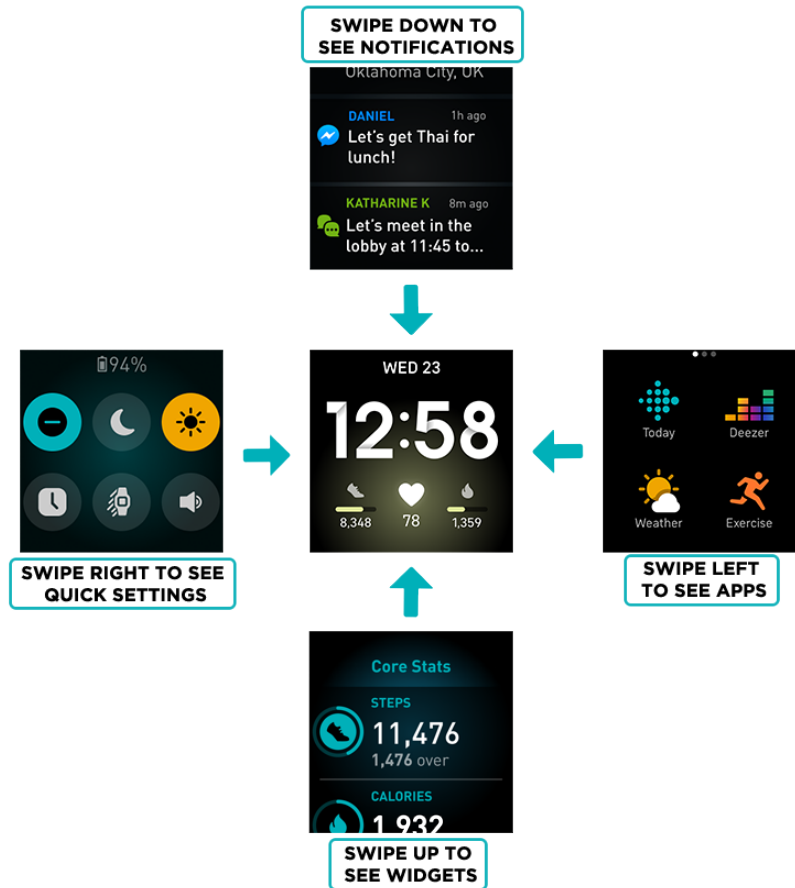 SWIPE DOWN TO
SEE NOTIFICATIONS
Oklahoma City, OK
DANIEL 1h ago
Let's get Thai for
lunch!
KATHARINE K 8m ago
Let's meet in the
lobby at 11:45 to...
94%
WED 23
12:58
8,348 78 1,359
Today Deezer
Weather Exercise
SWIPE RIGHT TO SEE
QUICK SETTINGS
SWIPE LEFT
TO SEE APPS
Core Stats
STEPS
11,476
1,476 over
CALORIES
1,932
SWIPE UP TO
SEE WIDGETS